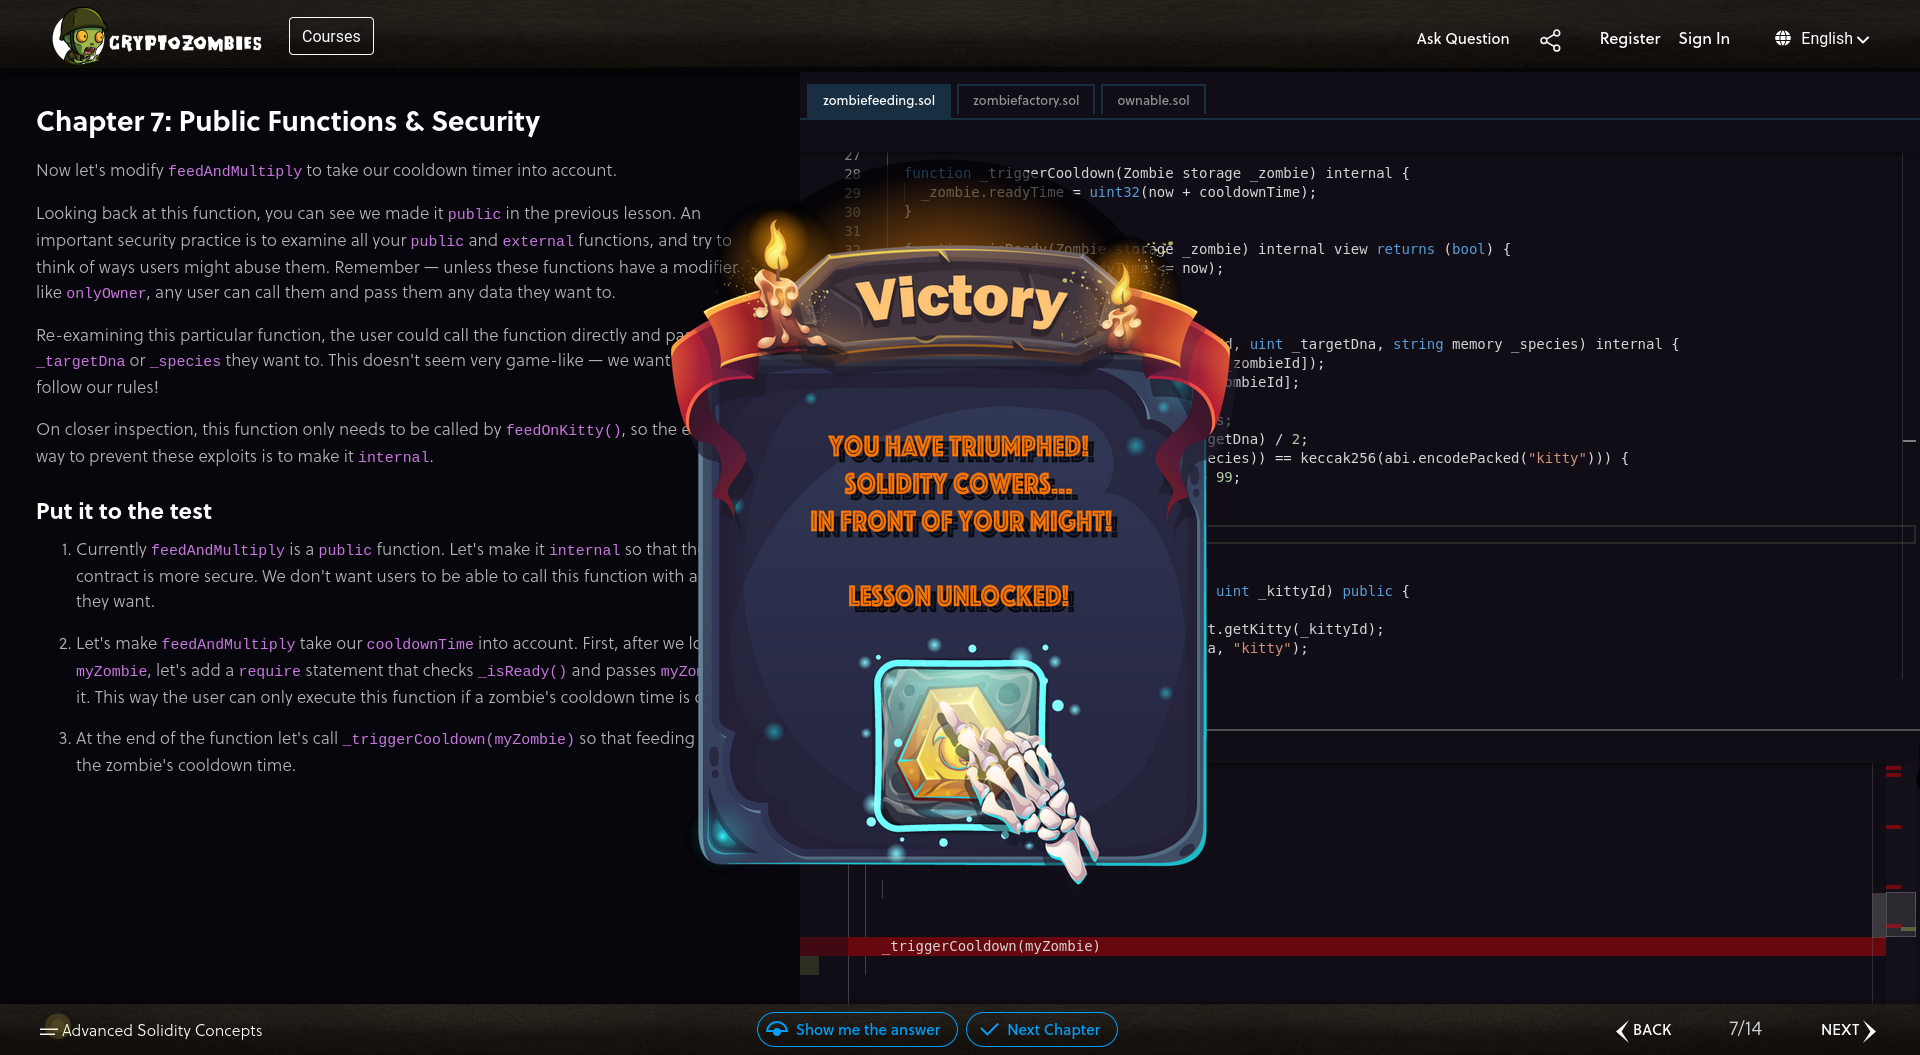 CRYPTOZOMBIES
Courses
Ask Question
Register
Sign In
English
Chapter 7: Public Functions & Security
Now let's modify feedAndMultiply to take our cooldown timer into account.
Looking back at this function, you can see we made it public in the previous lesson. An
important security practice is to examine all your public and external functions, and try to
think of ways users might abuse them. Remember — unless these functions have a modifier
like onlyOwner, any user can call them and pass them any data they want to.
Re-examining this particular function, the user could call the function directly and
_targetDna or _species they want to. This doesn't seem very game-like — we want
follow our rules!
On closer inspection, this function only needs to be called by feedOnKitty(), so the
way to prevent these exploits is to make it internal.
Put it to the test
1. Currently feedAndMultiply is a public function. Let's make it internal so that
contract is more secure. We don't want users to be able to call this function with
they want.
2. Let's make feedAndMultiply take our cooldownTime into account. First, after we
myZombie, let's add a require statement that checks _isReady() and passes
it. This way the user can only execute this function if a zombie's cooldown time is
3. At the end of the function let's call _triggerCooldown(myZombie) so that feeding
the zombie's cooldown time.
zombiefeeding.sol
zombiefactory.sol
ownable.sol
27
28 function _triggerCooldown(Zombie storage _zombie) internal {
29 _zombie.readyTime = uint32(now + cooldownTime);
30 }
31
32 (Zombie storage _zombie) internal view returns (bool) {
<= now);
, uint _targetDna, string memory _species) internal {
_zombieId]);
ombieId];
etDna) / 2;
ecies)) == keccak256(abi.encodePacked("kitty"))) {
99;
uint _kittyId) public {
t.getKitty(_kittyId);
a, "kitty");
Victory
YOU HAVE TRIUMPHED!
SOLIDITY COWERS...
IN FRONT OF YOUR MIGHT!
LESSON UNLOCKED!
_triggerCooldown(myZombie)
Advanced Solidity Concepts
Show me the answer
Next Chapter
BACK
7/14
NEXT